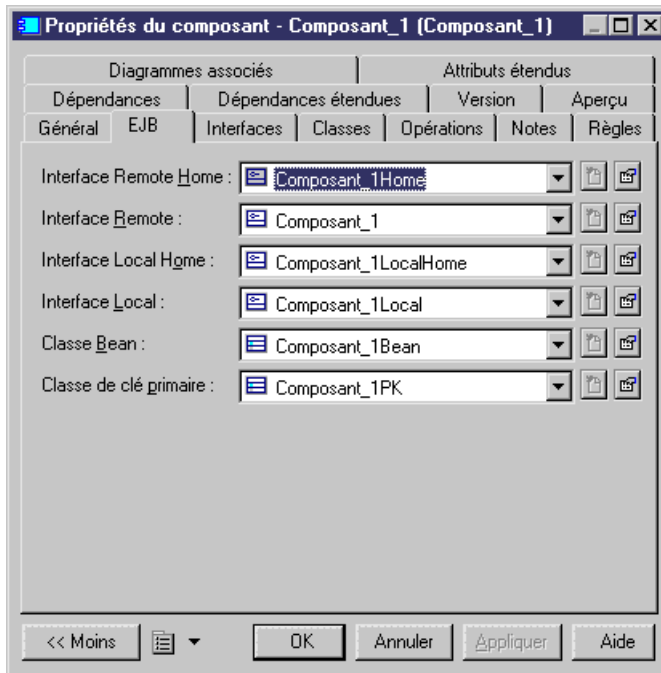 Propriétés du composant - Composant_1 (Composant_1)
Diagrammes associés Attributs étendus
Dépendances Dépendances étendues Version Aperçu
Général EJB Interfaces Classes Opérations Notes Règles
Interface Remote Home : Composant_1Home
Interface Remote : Composant_1
Interface Local Home : Composant_1LocalHome
Interface Local : Composant_1Local
Classe Bean : Composant_1Bean
Classe de clé primaire : Composant_1PK
<< Moins OK Annuler Appliquer Aide